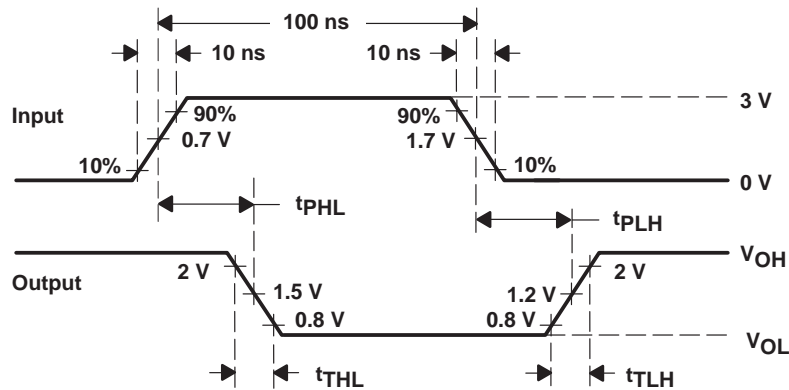 100 ns
10 ns 10 ns
Input 90% 90% 3 V
0.7 V 1.7 V
10% 10% 0 V
tPHL tPLH
Output 2 V 2 V VOH
1.5 V 1.2 V
0.8 V 0.8 V VOL
tTHL tTLH